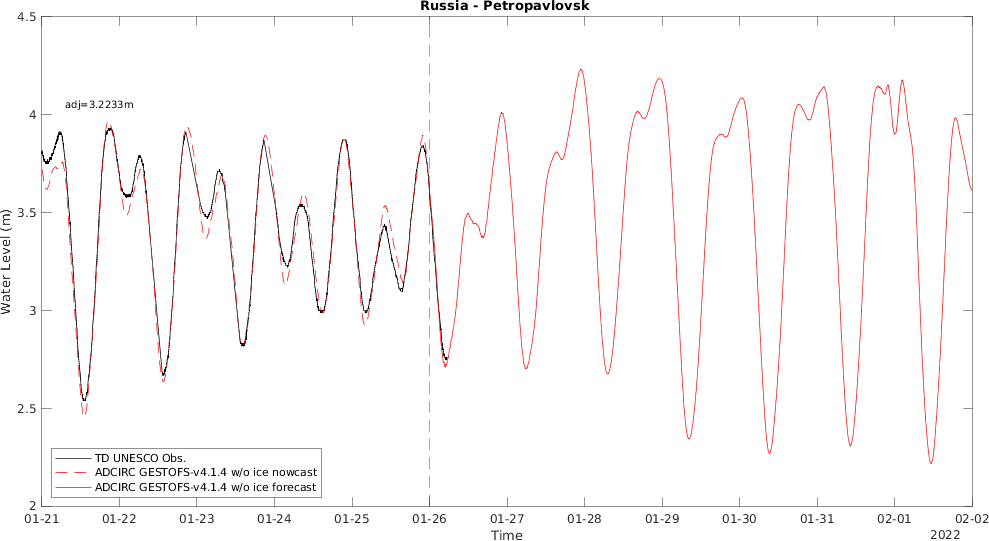 Russia - Petropavlovsk
4.5
4
3.5
3
2.5
2
Water Level (m)
adj=3.2233m
TD UNESCO Obs.
ADCIRC GESTOFS-v4.1.4 w/o ice nowcast
ADCIRC GESTOFS-v4.1.4 w/o ice forecast
01-21 01-22 01-23 01-24 01-25 01-26 01-27 01-28 01-29 01-30 01-31 02-01 02-02
Time
2022